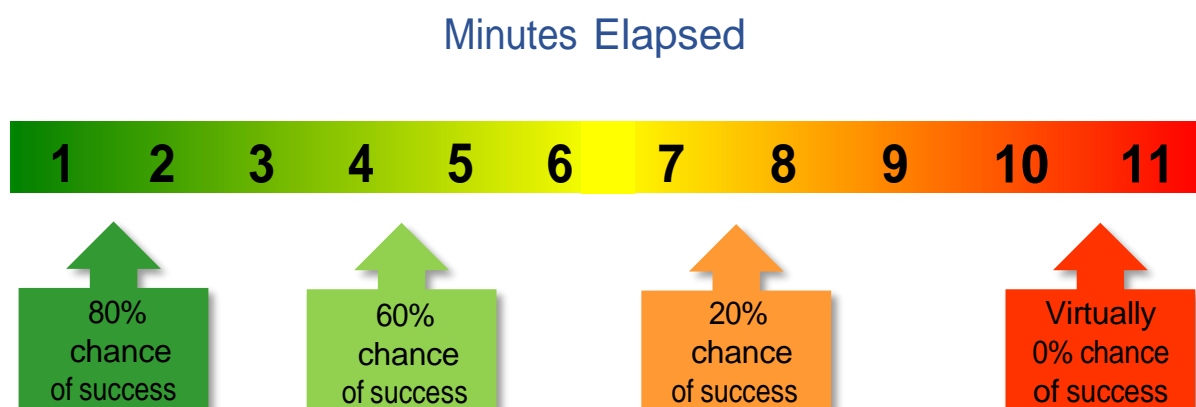 Minutes Elapsed
1 2 3 4 5 6 7 8 9 10 11
80%
chance
of success
60%
chance
of success
20%
chance
of success
Virtually
0% chance
of success